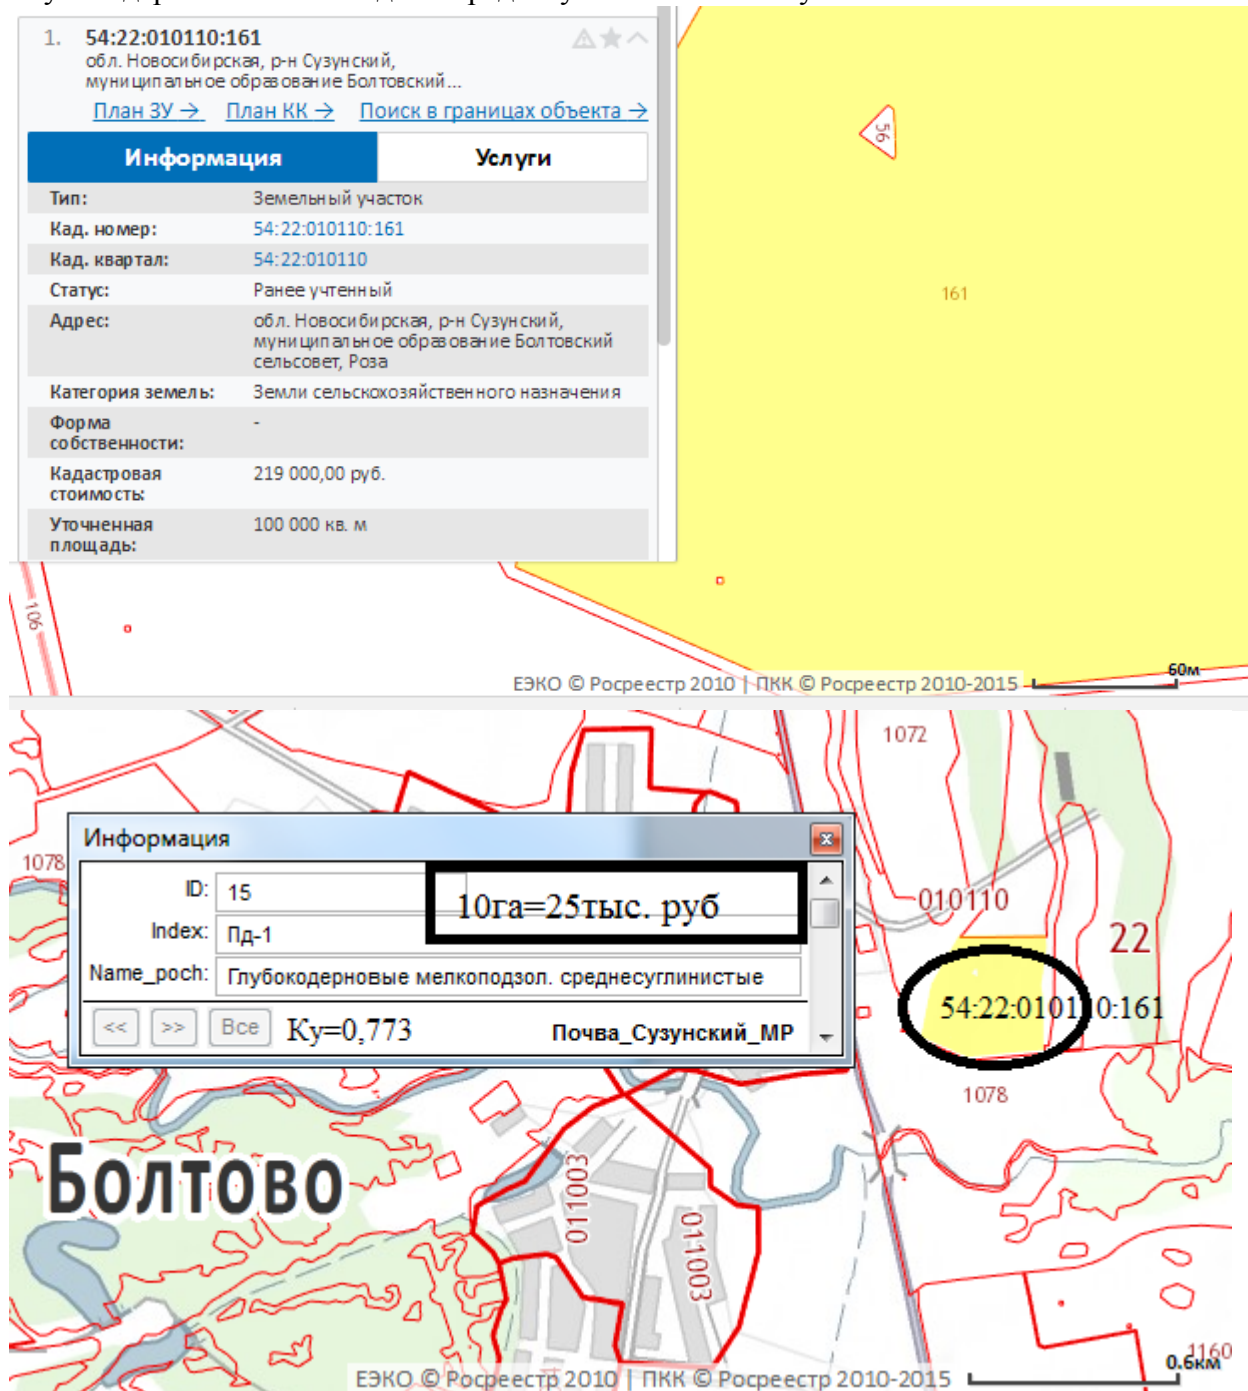 1. 54:22:010110:161
обл. Новосибирская, р-н Сузунский,
муниципальное образование Болтовский...
План ЗУ → План КК → Поиск в границах объекта →
Информация Услуги
Тип: Земельный участок
Кад. номер: 54:22:010110:161
Кад. квартал: 54:22:010110
Статус: Ранее учтенный
Адрес: обл. Новосибирская, р-н Сузунский,
муниципальное образование Болтовский
сельсовет, Роза
Категория земель: Земли сельскохозяйственного назначения
Форма -
собственности:
Кадастровая 219 000,00 руб.
стоимость:
Уточненная 100 000 кв. м
площадь:
56
161
106
60м
ЕЭКО © Росреестр 2010 | ПКК © Росреестр 2010-2015
1072
Информация
1078
ID: 15
10га=25тыс. руб
Index: Пд-1
Name_poch: Глубокодерновые мелкоподзол. среднесуглинистые
<< >> Все Ку=0,773 Почва_Сузунский_МР
010110
22
54:22:010110:161
1078
Болтово
011003
011003
1160
0.6км
ЕЭКО © Росреестр 2010 | ПКК © Росреестр 2010-2015